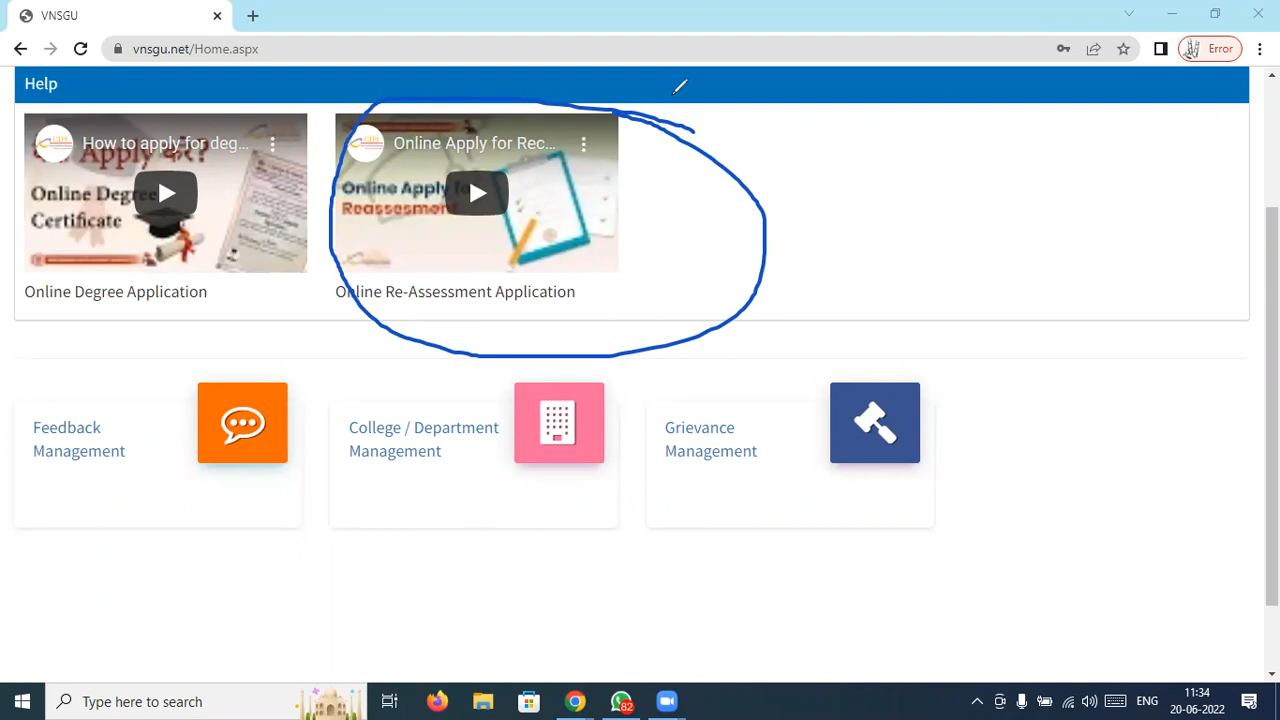 VNSGU
vnsgu.net/Home.aspx
Error
Help
How to apply for deg...
Online Degree
Certificate
Online Apply for Rec...
Online Apply
Reassesment
Online Degree Application
Online Re-Assessment Application
Feedback
Management
College / Department
Management
Grievance
Management
Type here to search
82
ENG
11:34
20-06-2022